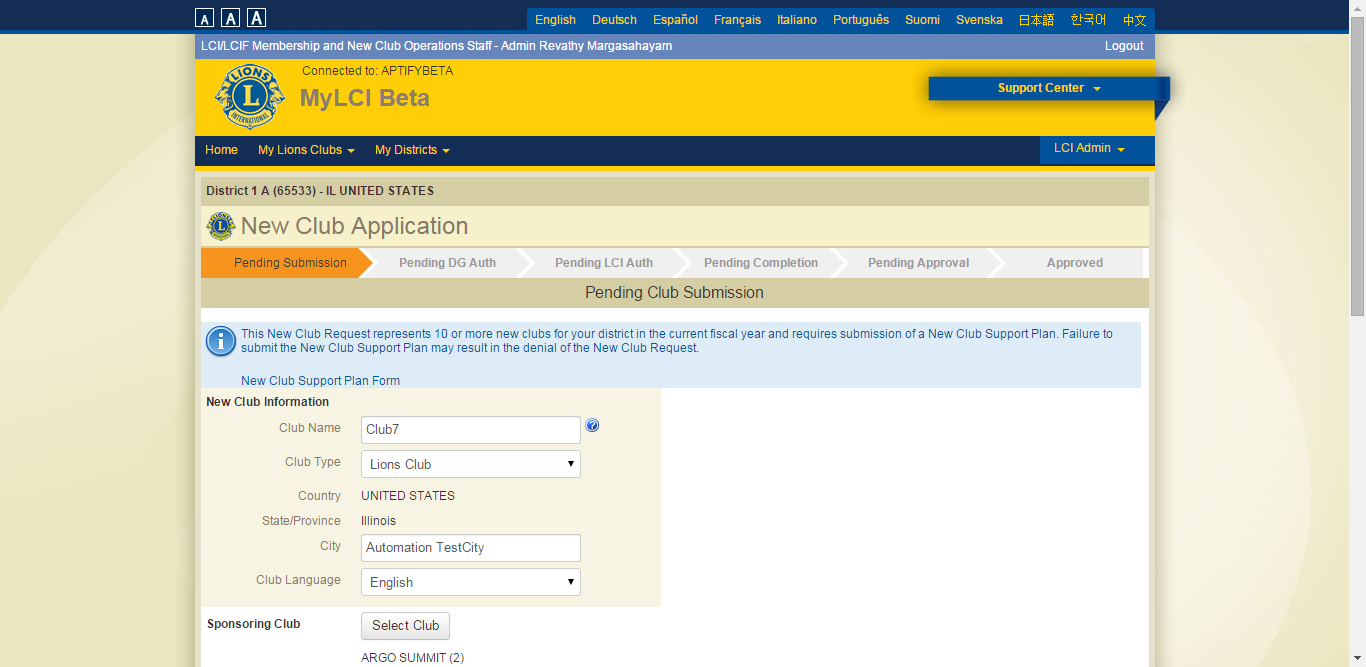 A A A English Deutsch Español Français Italiano Português Suomi Svenska 日本語 한국어 中文
LCI/LCIF Membership and New Club Operations Staff - Admin Revathy Margasahayam Logout
LIONS
L
INTERNATIONAL
Connected to: APTIFYBETA
MyLCI Beta
Support Center
Home My Lions Clubs My Districts LCI Admin
District 1 A (65533) - IL UNITED STATES
LIONS
L
New Club Application
Pending Submission Pending DG Auth Pending LCI Auth Pending Completion Pending Approval Approved
Pending Club Submission
i
This New Club Request represents 10 or more new clubs for your district in the current fiscal year and requires submission of a New Club Support Plan. Failure to
submit the New Club Support Plan may result in the denial of the New Club Request.
New Club Support Plan Form
New Club Information
Club Name Club7 ?
Club Type Lions Club
Country UNITED STATES
State/Province Illinois
City Automation TestCity
Club Language English
Sponsoring Club Select Club
ARGO SUMMIT (2)